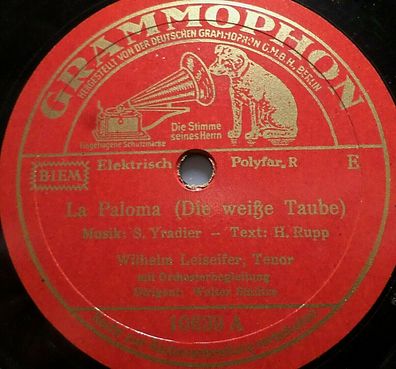 GRAMMOPHON
HERGESTELLT VON DER DEUTSCHEN GRAMMOPHON G.M.B.H. BERLIN
Die Stimme
seines Herrn
Eingetragene Schutzmarke
BIEM Elektrisch Polyfar R E
La Paloma (Die weiße Taube)
Musik: S. Yradier – Text: H. Rupp
Wilhelm Leiseifer, Tenor
mit Orchesterbegleitung
Dirigent:
A